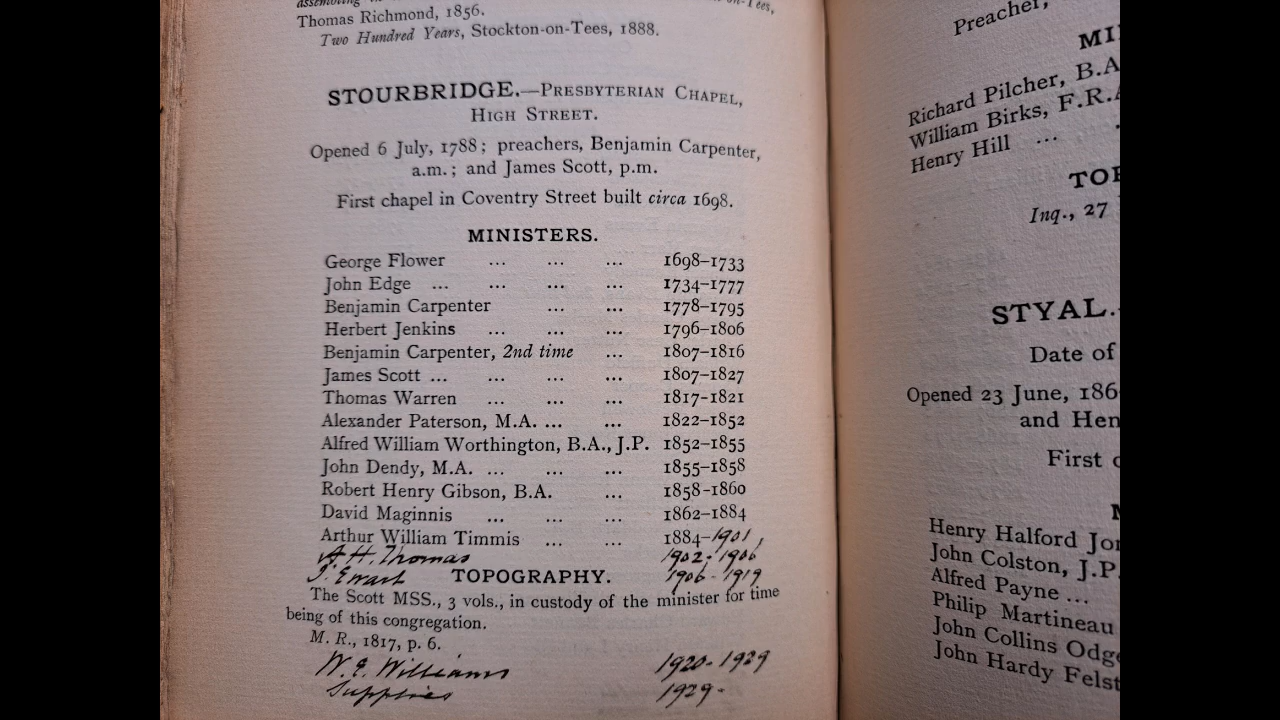 assembling in
Thomas Richmond, 1856.
Two Hundred Years, Stockton-on-Tees, 1888.
STOURBRIDGE.—PRESBYTERIAN CHAPEL,
HIGH STREET.
Opened 6 July, 1788; preachers, Benjamin Carpenter,
a.m.; and James Scott, p.m.
First chapel in Coventry Street built circa 1698.
MINISTERS.
George Flower ... ... ... 1698–1733
John Edge ... ... ... ... 1734–1777
Benjamin Carpenter ... ... 1778–1795
Herbert Jenkins ... ... ... 1796–1806
Benjamin Carpenter, 2nd time ... 1807–1816
James Scott ... ... ... ... 1807–1827
Thomas Warren ... ... ... 1817-1821
Alexander Paterson, M.A. ... ... 1822–1852
Alfred William Worthington, B.A., J.P. 1852–1855
John Dendy, M.A. ... ... ... 1855–1858
Robert Henry Gibson, B.A. ... 1858–1860
David Maginnis ... ... ... 1862–1884
Arthur William Timmis ... ... 1884–1901,
A. H. Thomas 1902-1906
J. Ewart 1906-1919
TOPOGRAPHY.
The Scott MSS., 3 vols., in custody of the minister for time
being of this congregation.
M. R., 1817, p. 6.
W. E. Williams 1920-1929
Supplies 1929-
Preacher,
Richard Pilcher, B.A
William Birks, F.R.
Henry Hill ...
Inq., 27
STYAL.
Date of
Opened 23 June, 186
and Hen
First
Henry Halford Jo
John Colston, J.P.
Alfred Payne ...
Philip Martineau
John Collins Odg
John Hardy Felst